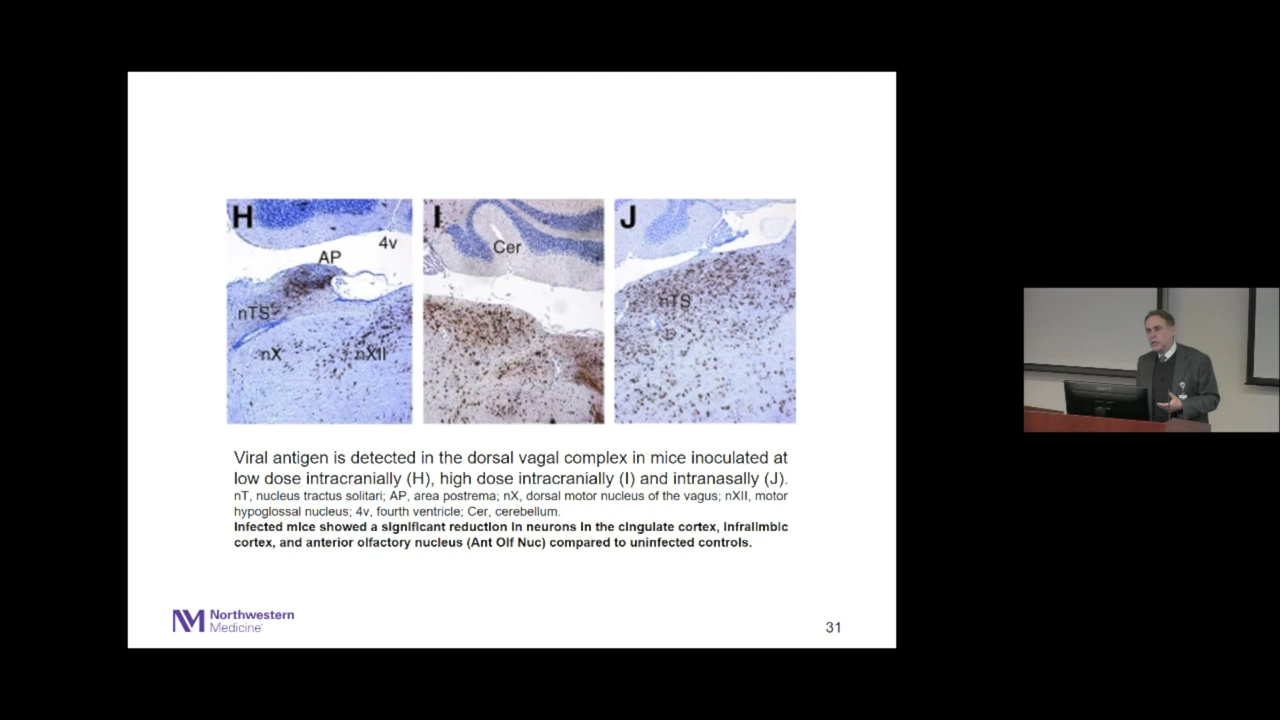 H
4v
AP
nTS
nX
nXII
I
Cer
J
nTS
Viral antigen is detected in the dorsal vagal complex in mice inoculated at
low dose intracranially (H), high dose intracranially (I) and intranasally (J).
nT, nucleus tractus solitari; AP, area postrema; nX, dorsal motor nucleus of the vagus; nXII, motor
hypoglossal nucleus; 4v, fourth ventricle; Cer, cerebellum.
Infected mice showed a significant reduction in neurons in the cingulate cortex, infralimbic
cortex, and anterior olfactory nucleus (Ant Olf Nuc) compared to uninfected controls.
Northwestern
Medicine
31